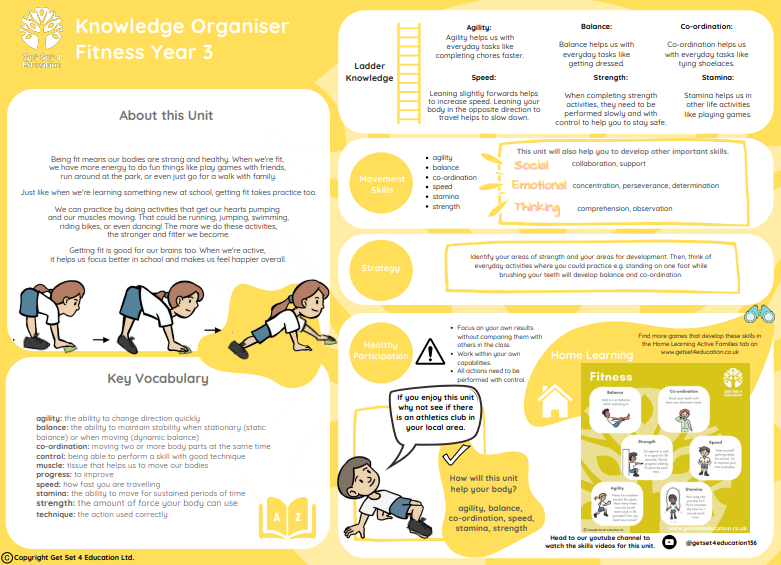 Get Set 4
Education
Knowledge Organiser
Fitness Year 3
About this Unit
Being fit means our bodies are strong and healthy. When we're fit,
we have more energy to do fun things like play games with friends,
run around at the park, or even just go for a walk with family.
Just like when we're learning something new at school, getting fit takes practice too.
We can practice by doing activities that get our hearts pumping
and our muscles moving. That could be running, jumping, swimming,
riding bikes, or even dancing! The more we do these activities,
the stronger and fitter we become.
Getting fit is good for our brains too. When we're active,
it helps us focus better in school and makes us feel happier overall.
Key Vocabulary
agility: the ability to change direction quickly
balance: the ability to maintain stability when stationary (static
balance) or when moving (dynamic balance)
co-ordination: moving two or more body parts at the same time
control: being able to perform a skill with good technique
muscle: tissue that helps us to move our bodies
progress: to improve
speed: how fast you are travelling
stamina: the ability to move for sustained periods of time
strength: the amount of force your body can use
technique: the action used correctly
A Z
© Copyright Get Set 4 Education Ltd.
Ladder
Knowledge
Agility:
Agility helps us with
everyday tasks like
completing chores faster.
Balance:
Balance helps us with
everyday tasks like
getting dressed.
Co-ordination:
Co-ordination helps us
with everyday tasks like
tying shoelaces.
Speed:
Leaning slightly forwards helps
to increase speed. Leaning your
body in the opposite direction to
travel helps to slow down.
Strength:
When completing strength
activities, they need to be
performed slowly and with
control to help you to stay safe.
Stamina:
Stamina helps us in
other life activities
like playing games.
Movement
Skills
• agility
• balance
• co-ordination
• speed
• stamina
• strength
This unit will also help you to develop other important skills.
Social collaboration, support
Emotional concentration, perseverance, determination
Thinking comprehension, observation
Strategy
Identify your areas of strength and your areas for development. Then, think of
everyday activities where you could practice e.g. standing on one foot while
brushing your teeth will develop balance and co-ordination.
Healthy
Participation
• Focus on your own results
without comparing them with
others in the class.
• Work within your own
capabilities.
• All actions need to be
performed with control
If you enjoy this unit
why not see if there
is an athletics club in
your local area.
How will this unit
help your body?
agility, balance,
co-ordination, speed,
stamina, strength
Home Learning
Find more games that develop these skills in
the Home Learning Active Families tab on
www.getset4education.co.uk
Fitness
Get Set 4
Education
Balance
Co-ordination
Strength
Speed
Agility
Stamina
www.getset4education.co.uk
Head to our youtube channel to
watch the skills videos for this unit.
@getset4education136